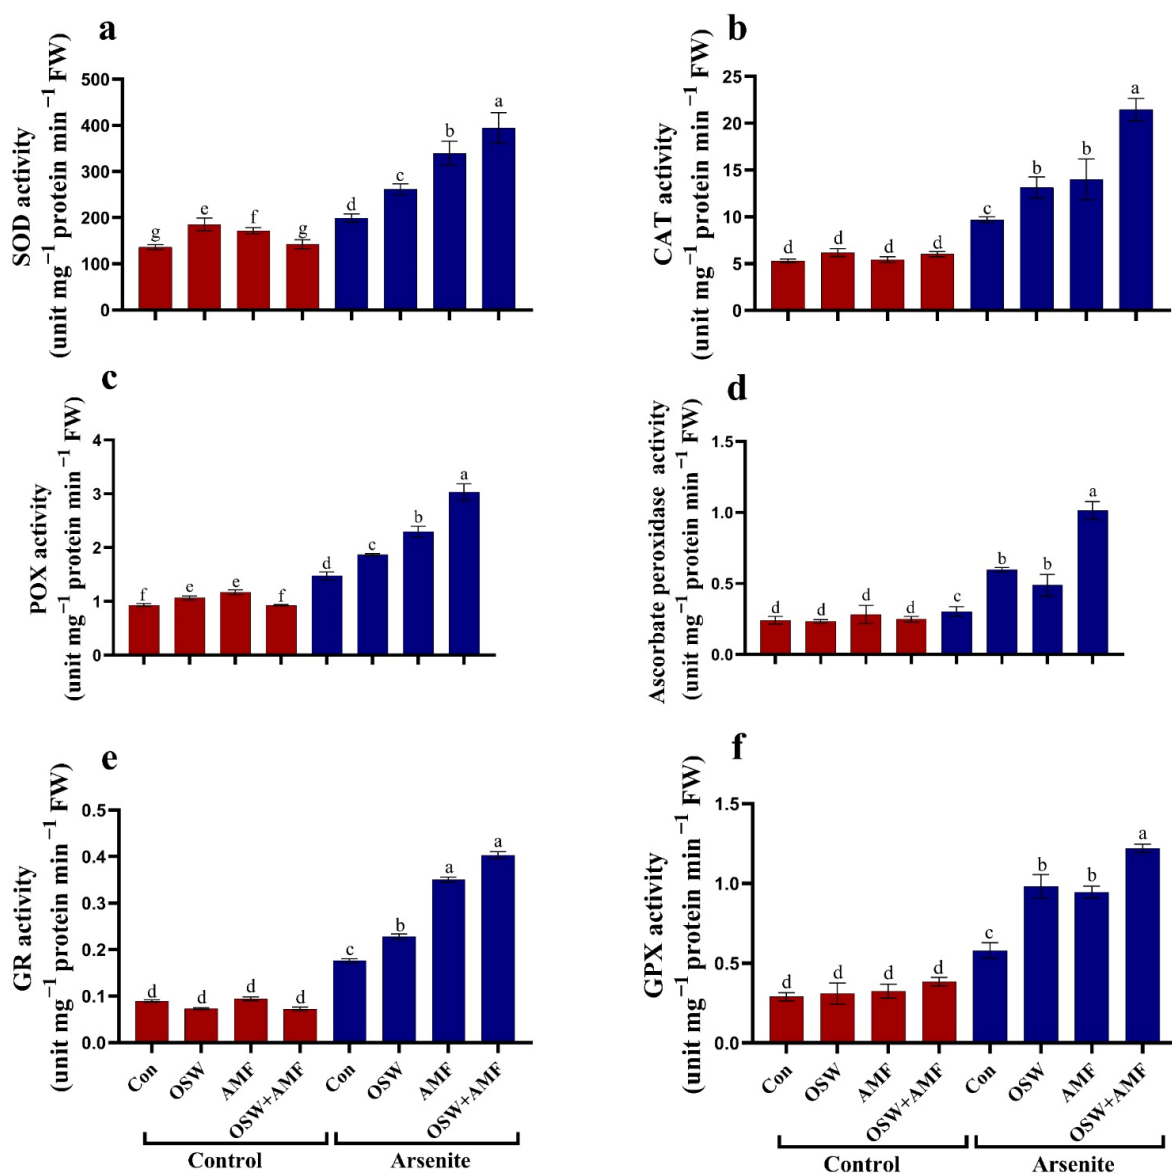 a
SOD activity
(unit mg⁻¹ protein min⁻¹ FW)
500
400
300
200
100
0
g
e
f
g
d
c
b
a
b
CAT activity
(unit mg⁻¹ protein min⁻¹ FW)
25
20
15
10
5
0
d
d
d
d
c
b
b
a
c
POX activity
(unit mg⁻¹ protein min⁻¹ FW)
4
3
2
1
0
f
e
e
f
d
c
b
a
d
Ascorbate peroxidase activity
(unit mg⁻¹ protein min⁻¹ FW)
1.5
1.0
0.5
0.0
d
d
d
d
c
b
b
a
e
GR activity
(unit mg⁻¹ protein min⁻¹ FW)
0.5
0.4
0.3
0.2
0.1
0.0
d
d
d
d
c
b
a
a
Con
OSW
AMF
OSW+AMF
Con
OSW
AMF
OSW+AMF
Control
Arsenite
f
GPX activity
(unit mg⁻¹ protein min⁻¹ FW)
1.5
1.0
0.5
0.0
d
d
d
d
c
b
b
a
Con
OSW
AMF
OSW+AMF
Con
OSW
AMF
OSW+AMF
Control
Arsenite